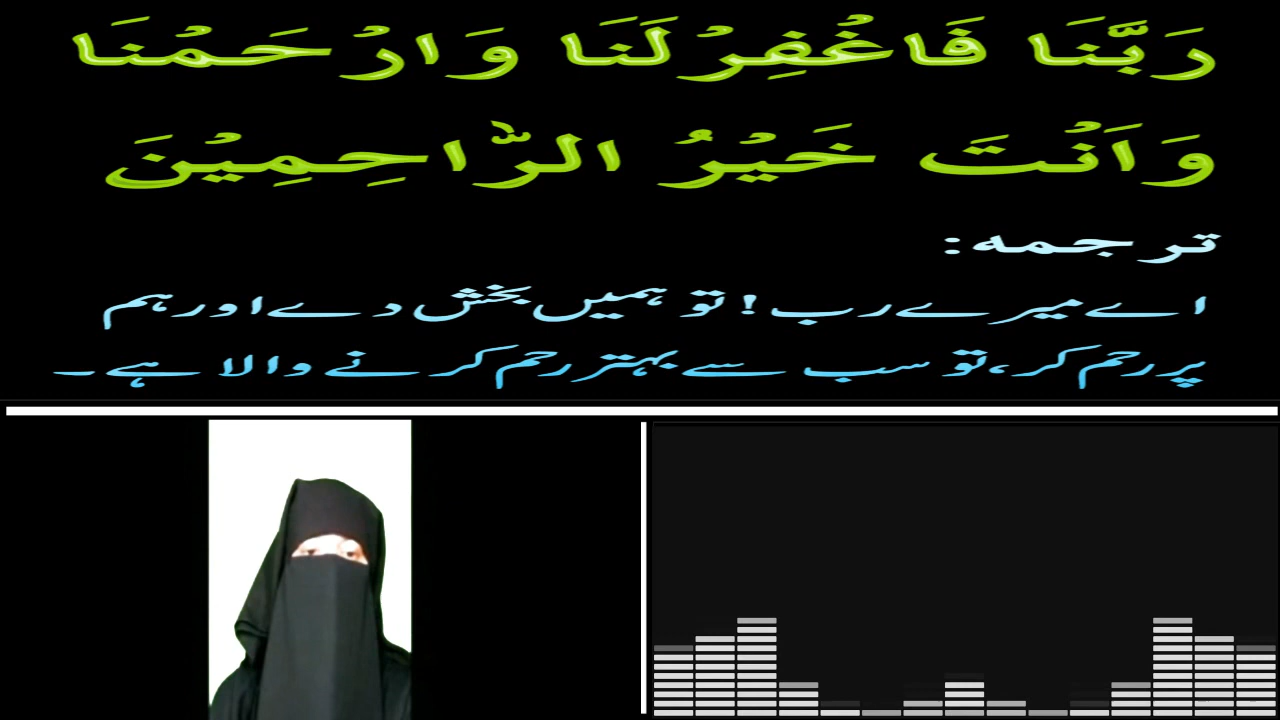 رَبَّنَا فَاغْفِرْ لَنَا وَارْحَمْنَا
وَاَنْتَ خَيْرُ الرّٰاحِمِيْنَ
ترجمه:
اے میرے رب! تو ہمیں بخش دے اور ہم
پر رحم کر، تو سب سے بہتر رحم کرنے والا ہے۔